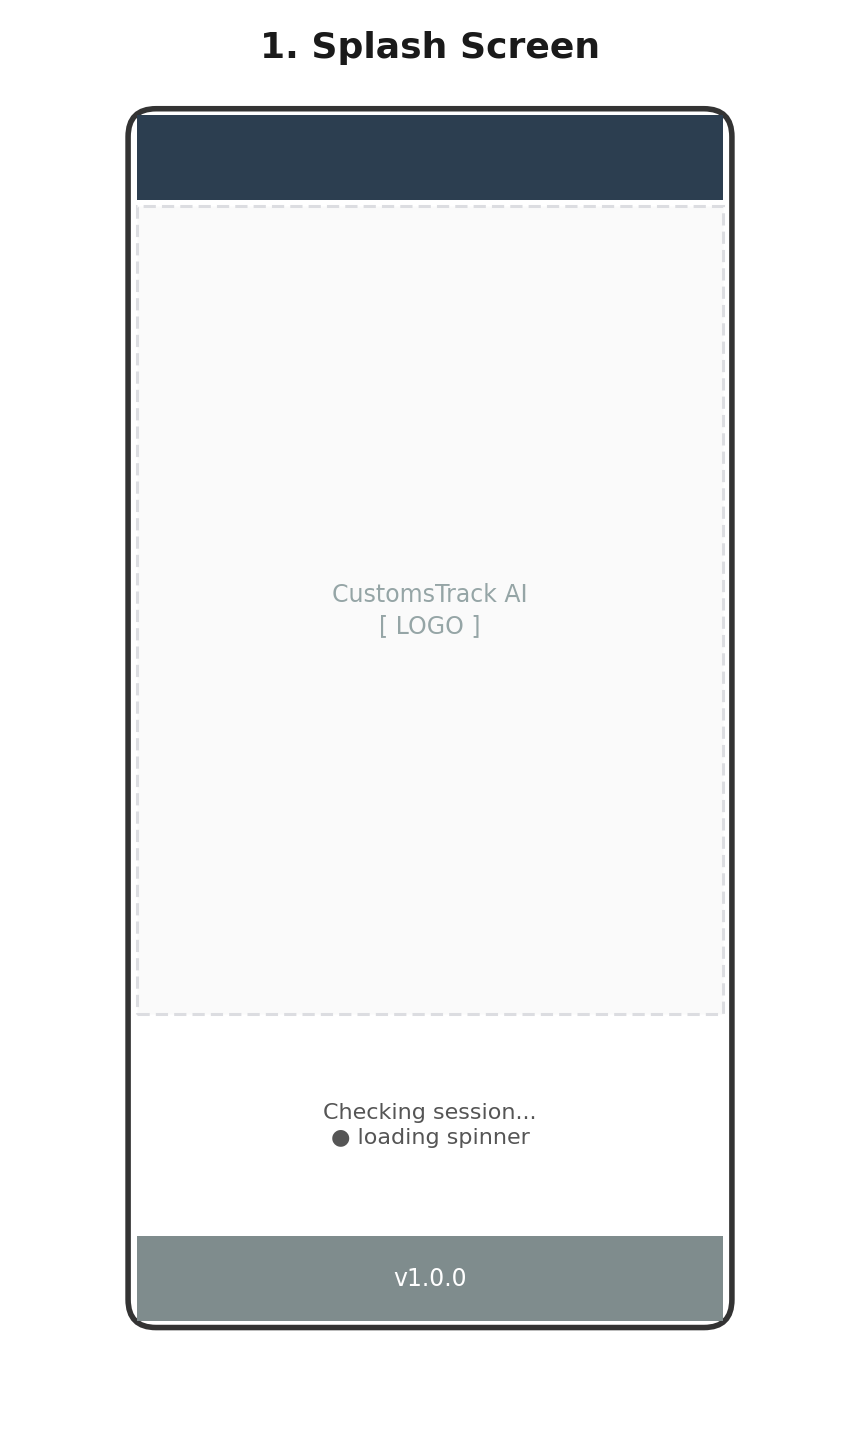 1. Splash Screen
CustomsTrack AI
[ LOGO ]
Checking session...
● loading spinner
v1.0.0